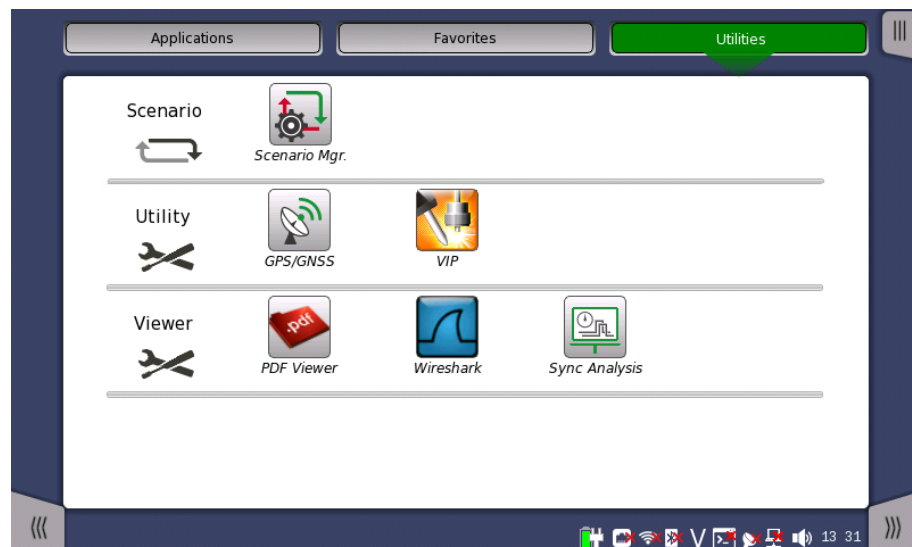 Applications Favorites Utilities
Scenario
Scenario Mgr.
Utility
GPS/GNSS VIP
Viewer
.pdf
PDF Viewer Wireshark Sync Analysis
V 13 31